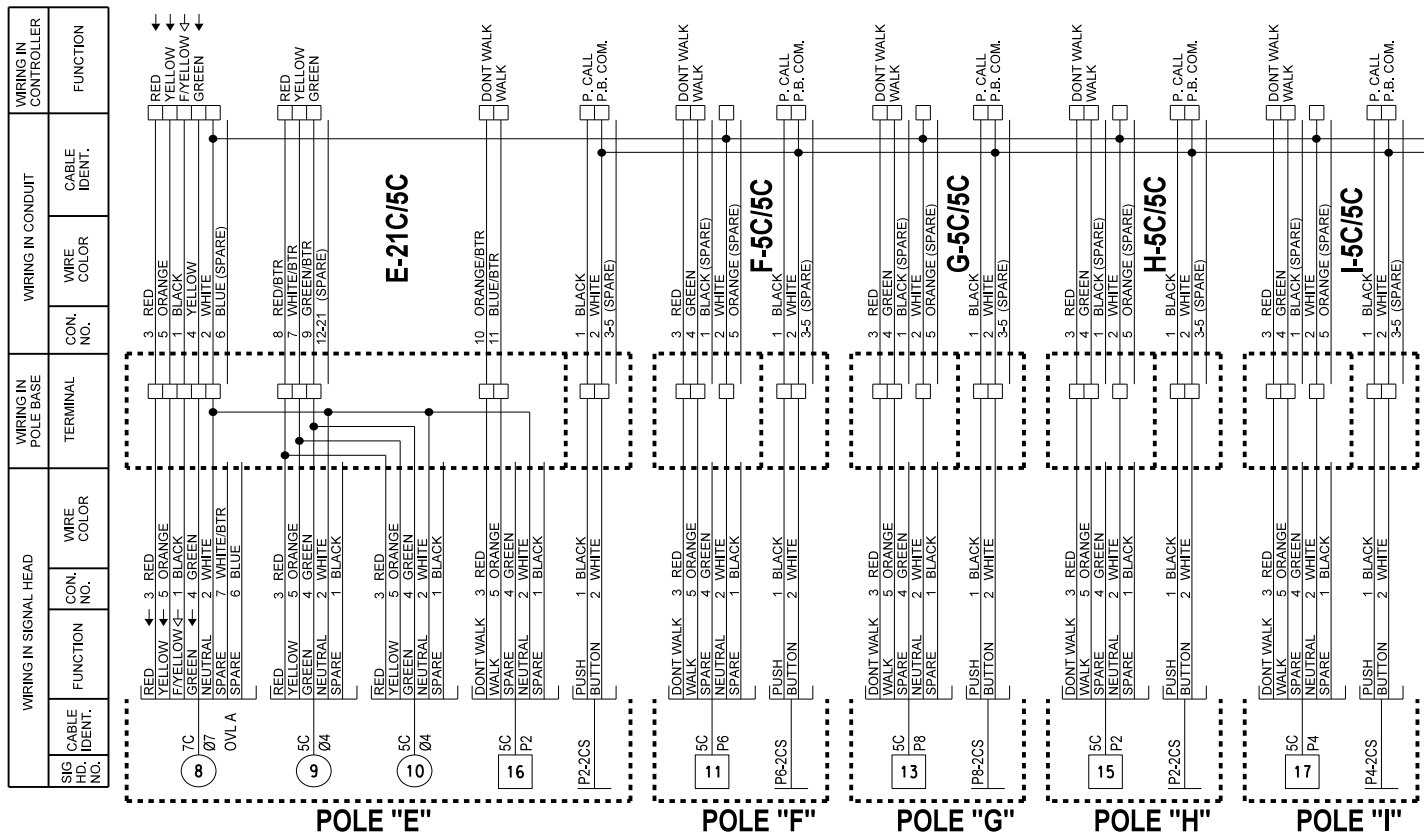 WIRING IN CONTROLLER
FUNCTION
WIRING IN CONDUIT
CABLE IDENT.
WIRE COLOR
CON. NO.
WIRING IN POLE BASE
TERMINAL
WIRING IN SIGNAL HEAD
WIRE COLOR
CON. NO.
FUNCTION
CABLE IDENT.
SIG HD. NO.
RED
YELLOW
F/YELLOW
GREEN
3 RED
5 ORANGE
1 BLACK
4 YELLOW
2 WHITE
6 BLUE (SPARE)
RED 3 RED
YELLOW 5 ORANGE
F/YELLOW 1 BLACK
GREEN 4 GREEN
NEUTRAL 2 WHITE
SPARE 7 WHITE/BTR
SPARE 6 BLUE
8
7C
Ø7
OVL A
RED
YELLOW
GREEN
8 RED/BTR
7 WHITE/BTR
9 GREEN/BTR
12-21 (SPARE)
RED 3 RED
YELLOW 5 ORANGE
GREEN 4 GREEN
NEUTRAL 2 WHITE
SPARE 1 BLACK
9
5C
Ø4
E-21C/5C
RED 3 RED
YELLOW 5 ORANGE
GREEN 4 GREEN
NEUTRAL 2 WHITE
SPARE 1 BLACK
10
5C
Ø4
DONT WALK
WALK
10 ORANGE/BTR
11 BLUE/BTR
DONT WALK 3 RED
WALK 5 ORANGE
SPARE 4 GREEN
NEUTRAL 2 WHITE
SPARE 1 BLACK
16
5C
P2
P. CALL
P.B. COM.
1 BLACK
2 WHITE
3-5 (SPARE)
PUSH 1 BLACK
BUTTON 2 WHITE
P2-2CS
POLE "E"
DONT WALK
WALK
3 RED
4 GREEN
1 BLACK (SPARE)
2 WHITE
5 ORANGE (SPARE)
DONT WALK 3 RED
WALK 5 ORANGE
SPARE 4 GREEN
NEUTRAL 2 WHITE
SPARE 1 BLACK
11
5C
P6
F-5C/5C
P. CALL
P.B. COM.
1 BLACK
2 WHITE
3-5 (SPARE)
PUSH 1 BLACK
BUTTON 2 WHITE
P6-2CS
POLE "F"
DONT WALK
WALK
3 RED
4 GREEN
1 BLACK (SPARE)
2 WHITE
5 ORANGE (SPARE)
DONT WALK 3 RED
WALK 5 ORANGE
SPARE 4 GREEN
NEUTRAL 2 WHITE
SPARE 1 BLACK
13
5C
P8
G-5C/5C
P. CALL
P.B. COM.
1 BLACK
2 WHITE
3-5 (SPARE)
PUSH 1 BLACK
BUTTON 2 WHITE
P8-2CS
POLE "G"
DONT WALK
WALK
3 RED
4 GREEN
1 BLACK (SPARE)
2 WHITE
5 ORANGE (SPARE)
DONT WALK 3 RED
WALK 5 ORANGE
SPARE 4 GREEN
NEUTRAL 2 WHITE
SPARE 1 BLACK
15
5C
P2
H-5C/5C
P. CALL
P.B. COM.
1 BLACK
2 WHITE
3-5 (SPARE)
PUSH 1 BLACK
BUTTON 2 WHITE
P2-2CS
POLE "H"
DONT WALK
WALK
3 RED
4 GREEN
1 BLACK (SPARE)
2 WHITE
5 ORANGE (SPARE)
DONT WALK 3 RED
WALK 5 ORANGE
SPARE 4 GREEN
NEUTRAL 2 WHITE
SPARE 1 BLACK
17
5C
P4
I-5C/5C
P. CALL
P.B. COM.
1 BLACK
2 WHITE
3-5 (SPARE)
PUSH 1 BLACK
BUTTON 2 WHITE
P4-2CS
POLE "I"